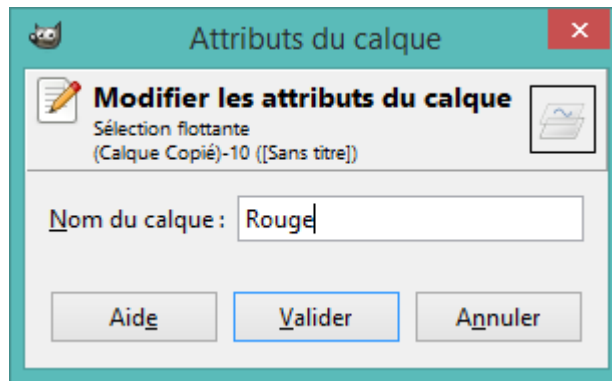 Attributs du calque
Modifier les attributs du calque
Sélection flottante
(Calque Copié)-10 ([Sans titre])
Nom du calque : Rouge
Aide Valider Annuler